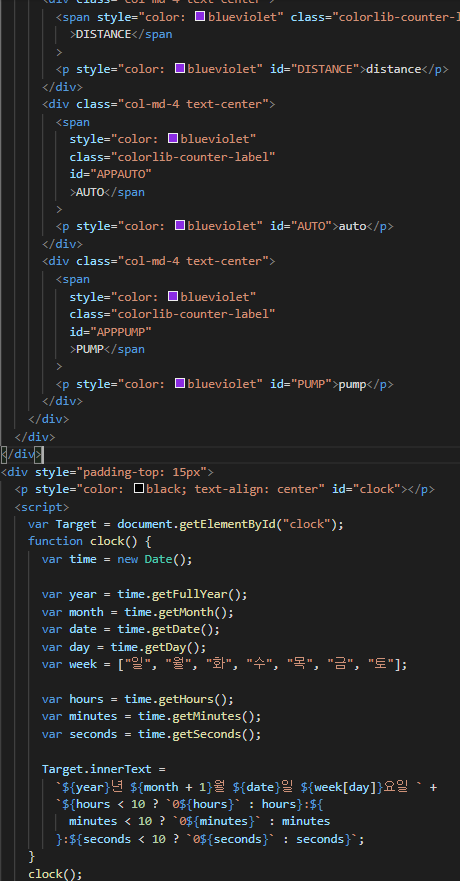 <div class="col-md-4 text-center">
<span style="color: blueviolet" class="colorlib-counter-l
>DISTANCE</span
>
<p style="color: blueviolet" id="DISTANCE">distance</p>
</div>
<div class="col-md-4 text-center">
<span
style="color: blueviolet"
class="colorlib-counter-label"
id="APPAUTO"
>AUTO</span
>
<p style="color: blueviolet" id="AUTO">auto</p>
</div>
<div class="col-md-4 text-center">
<span
style="color: blueviolet"
class="colorlib-counter-label"
id="APPPUMP"
>PUMP</span
>
<p style="color: blueviolet" id="PUMP">pump</p>
</div>
</div>
</div>
</div>
<div style="padding-top: 15px">
<p style="color: black; text-align: center" id="clock"></p>
<script>
var Target = document.getElementById("clock");
function clock() {
var time = new Date();
var year = time.getFullYear();
var month = time.getMonth();
var date = time.getDate();
var day = time.getDay();
var week = ["일", "월", "화", "수", "목", "금", "토"];
var hours = time.getHours();
var minutes = time.getMinutes();
var seconds = time.getSeconds();
Target.innerText =
`${year}년 ${month + 1}월 ${date}일 ${week[day]}요일 ` +
`${hours < 10 ? `0${hours}` : hours}:${
minutes < 10 ? `0${minutes}` : minutes
}:${seconds < 10 ? `0${seconds}` : seconds}`;
}
clock();